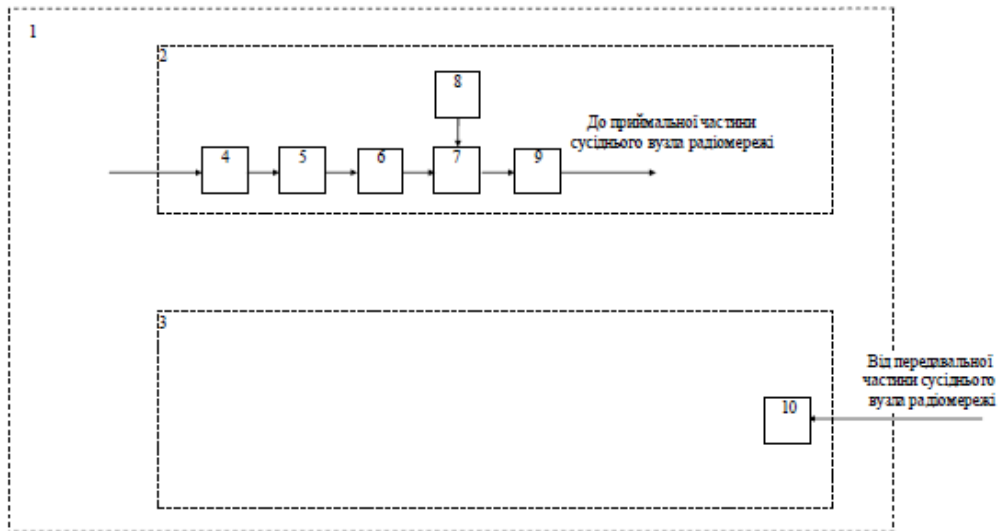 1
2
8
До приймальної частини
сусіднього вузла радіомережі
4
5
6
7
9
3
Від передавальної
частини сусіднього
вузла радіомережі
10